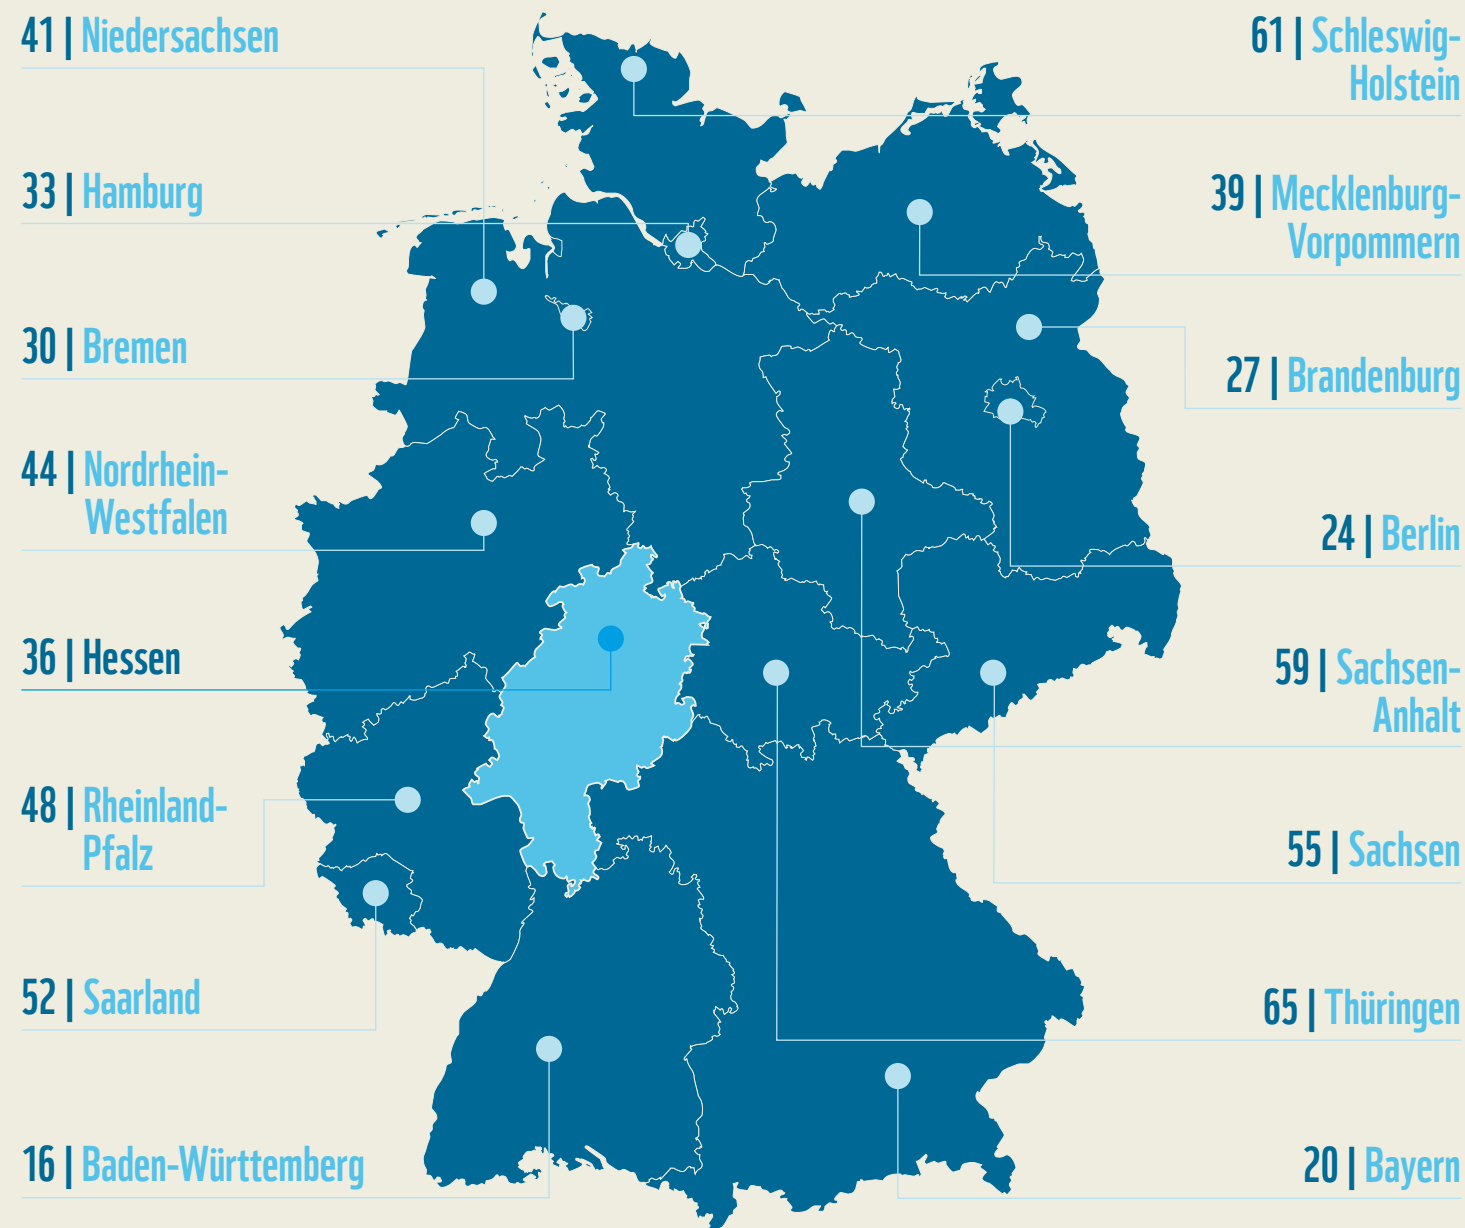 41 | Niedersachsen
33 | Hamburg
30 | Bremen
44 | Nordrhein-
Westfalen
36 | Hessen
48 | Rheinland-
Pfalz
52 | Saarland
16 | Baden-Württemberg
61 | Schleswig-
Holstein
39 | Mecklenburg-
Vorpommern
27 | Brandenburg
24 | Berlin
59 | Sachsen-
Anhalt
55 | Sachsen
65 | Thüringen
20 | Bayern